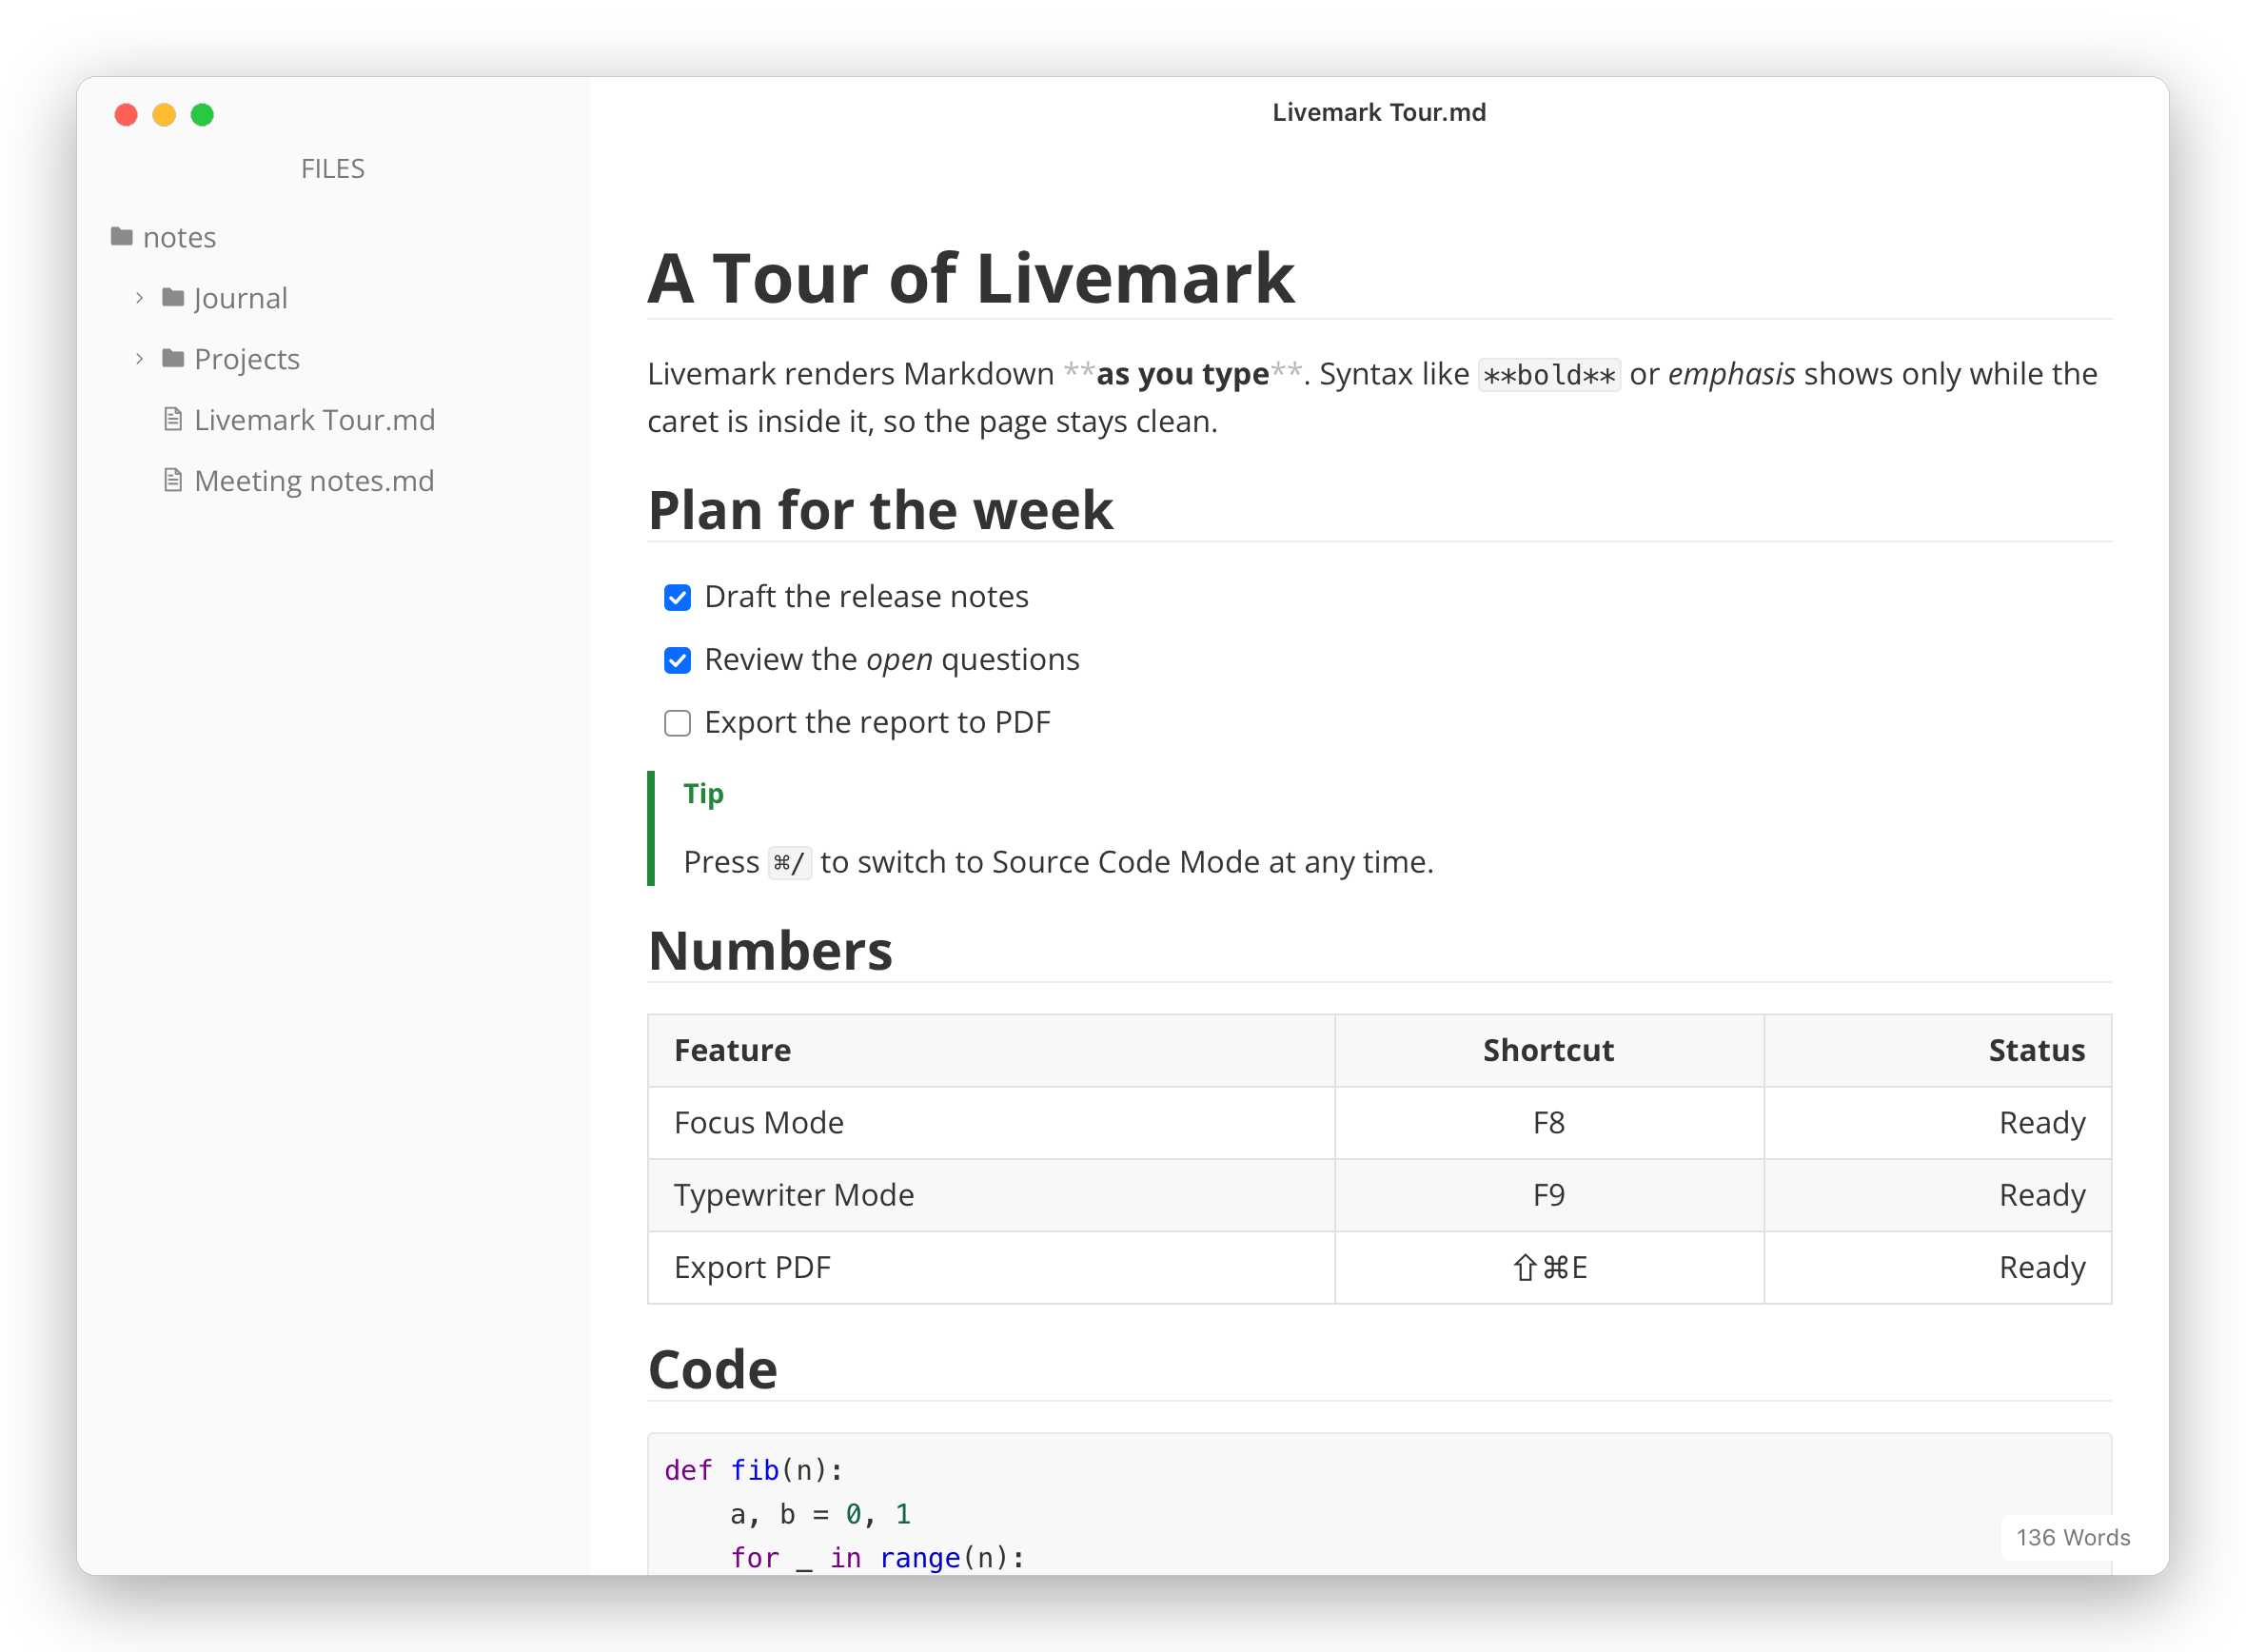 Livemark Tour.md
FILES
notes
Journal
Projects
Livemark Tour.md
Meeting notes.md
A Tour of Livemark
Livemark renders Markdown **as you type**. Syntax like **bold** or emphasis shows only while the
caret is inside it, so the page stays clean.
Plan for the week
Draft the release notes
Review the open questions
Export the report to PDF
Tip
Press ⌘/ to switch to Source Code Mode at any time.
Numbers
Feature Shortcut Status
Focus Mode F8 Ready
Typewriter Mode F9 Ready
Export PDF ⇧⌘E Ready
Code
def fib(n):
    a, b = 0, 1
    for _ in range(n):
136 Words